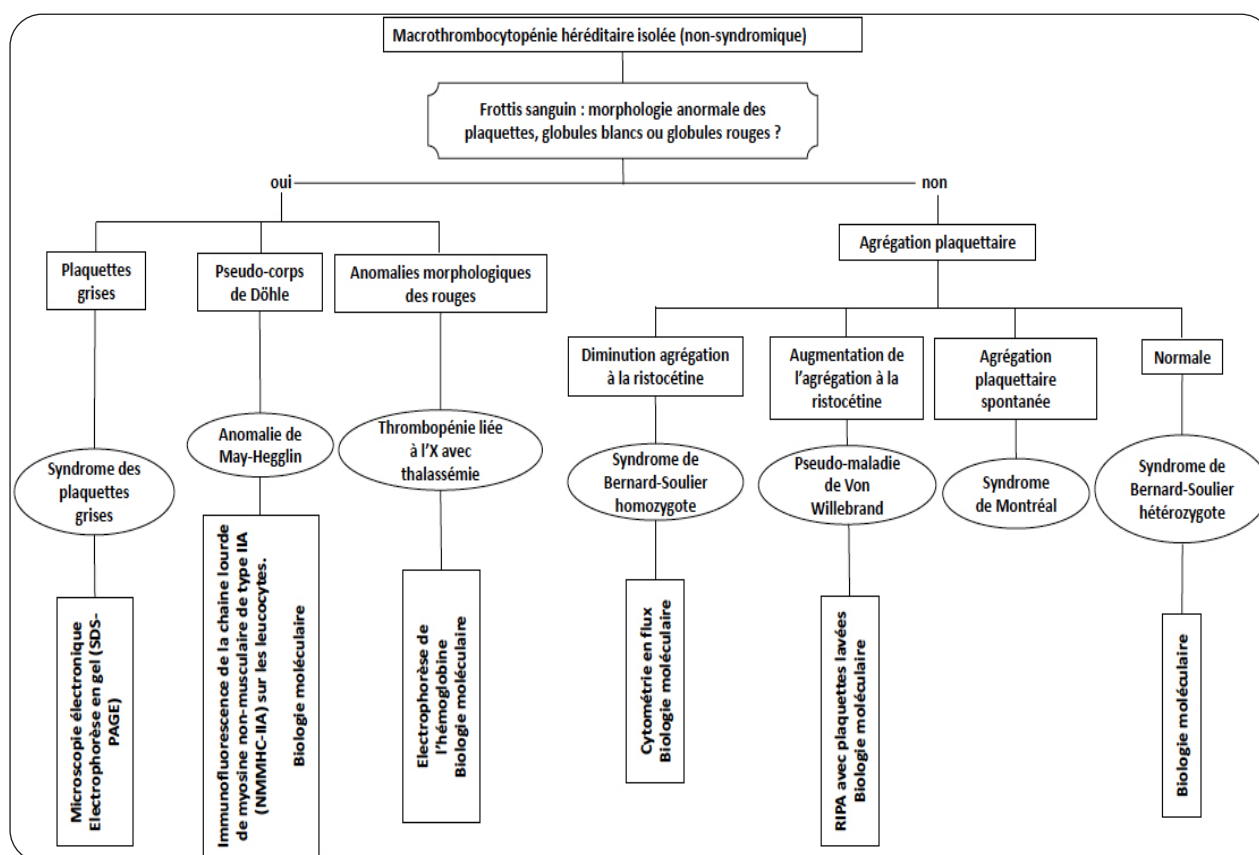 Macrothrombocytopénie héréditaire isolée (non-syndromique)
Frottis sanguin : morphologie anormale des
plaquettes, globules blancs ou globules rouges ?
oui
non
Plaquettes
grises
Pseudo-corps
de Döhle
Anomalies morphologiques
des rouges
Agrégation plaquettaire
Diminution agrégation
à la ristocétine
Augmentation de
l'agrégation à la
ristocétine
Agrégation
plaquettaire
spontanée
Normale
Syndrome des
plaquettes
grises
Anomalie de
May-Hegglin
Thrombopénie liée
à l'X avec
thalassémie
Syndrome de
Bernard-Soulier
homozygote
Pseudo-maladie
de Von
Willebrand
Syndrome
de Montréal
Syndrome de
Bernard-Soulier
hétérozygote
Microscopie électronique
Electrophorèse en gel (SDS-
PAGE)
Immunofluorescence de la chaine lourde
de myosine non-musculaire de type IIA
(NMMHC-IIA) sur les leucocytes.
Biologie moléculaire
Electrophorèse de
l'hémoglobine
Biologie moléculaire
Cytométrie en flux
Biologie moléculaire
RIPA avec plaquettes lavées
Biologie moléculaire
Biologie moléculaire